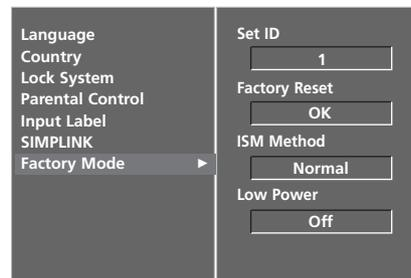 Language
Country
Lock System
Parental Control
Input Label
SIMPLINK
Factory Mode ►
Set ID
1
Factory Reset
OK
ISM Method
Normal
Low Power
Off